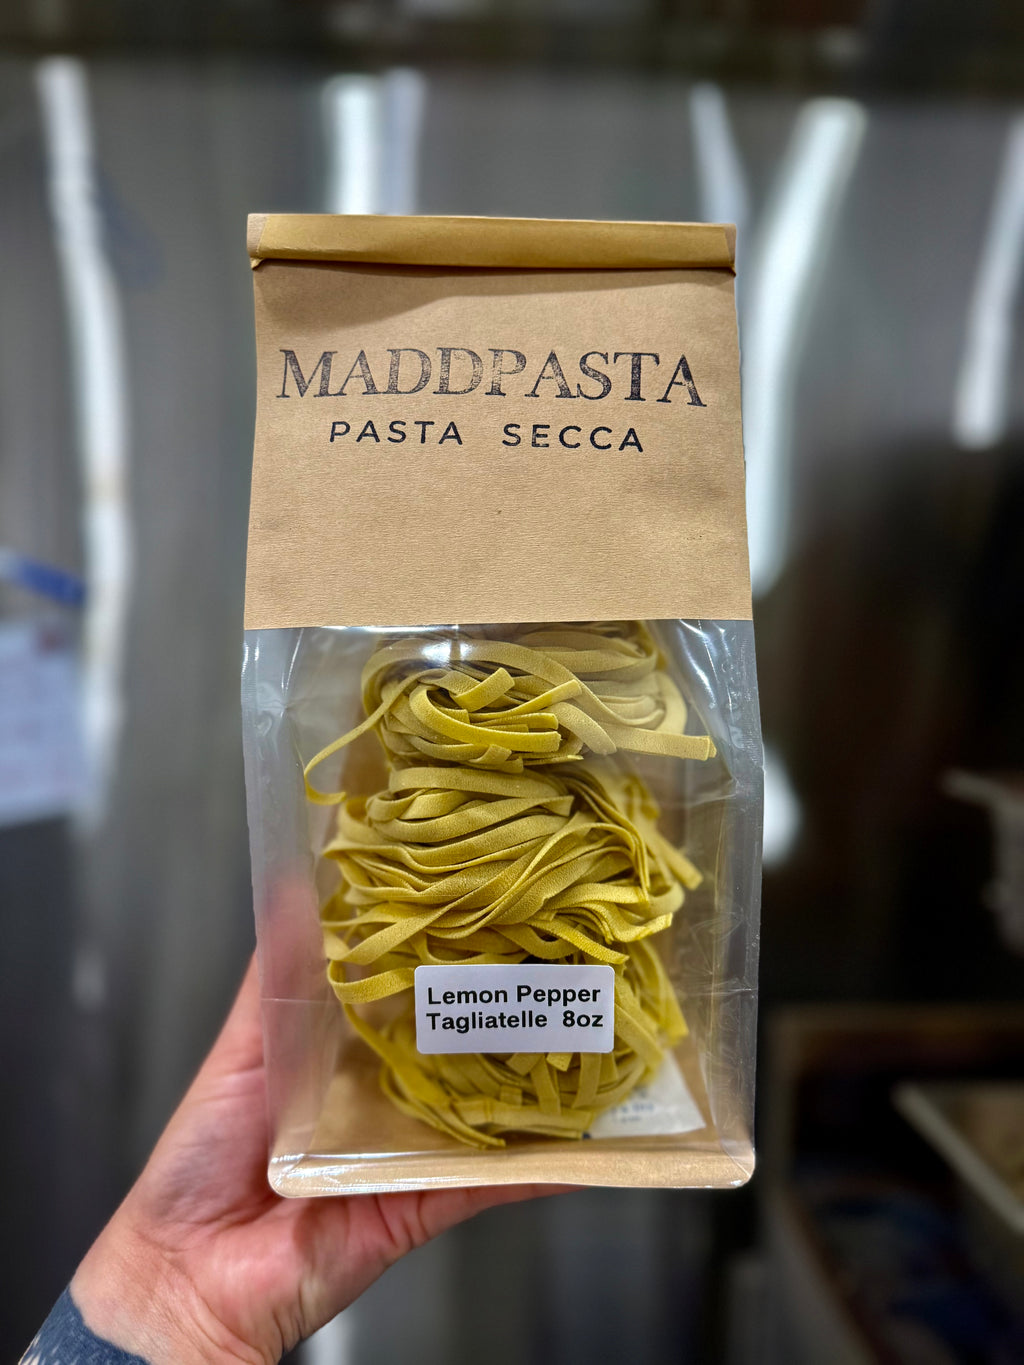 MADDPASTA
PASTA SECCA
Lemon Pepper
Tagliatelle 8oz